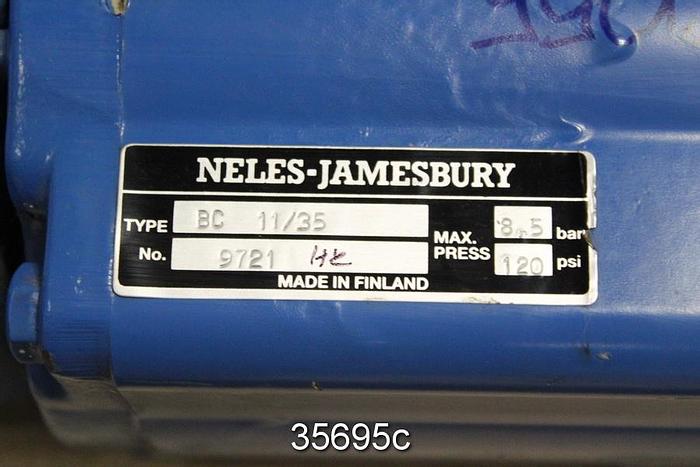 NELES-JAMESBURY
TYPE BC 11/35
No. 9721
MAX. PRESS
8.5 bar
120 psi
MADE IN FINLAND
35695c